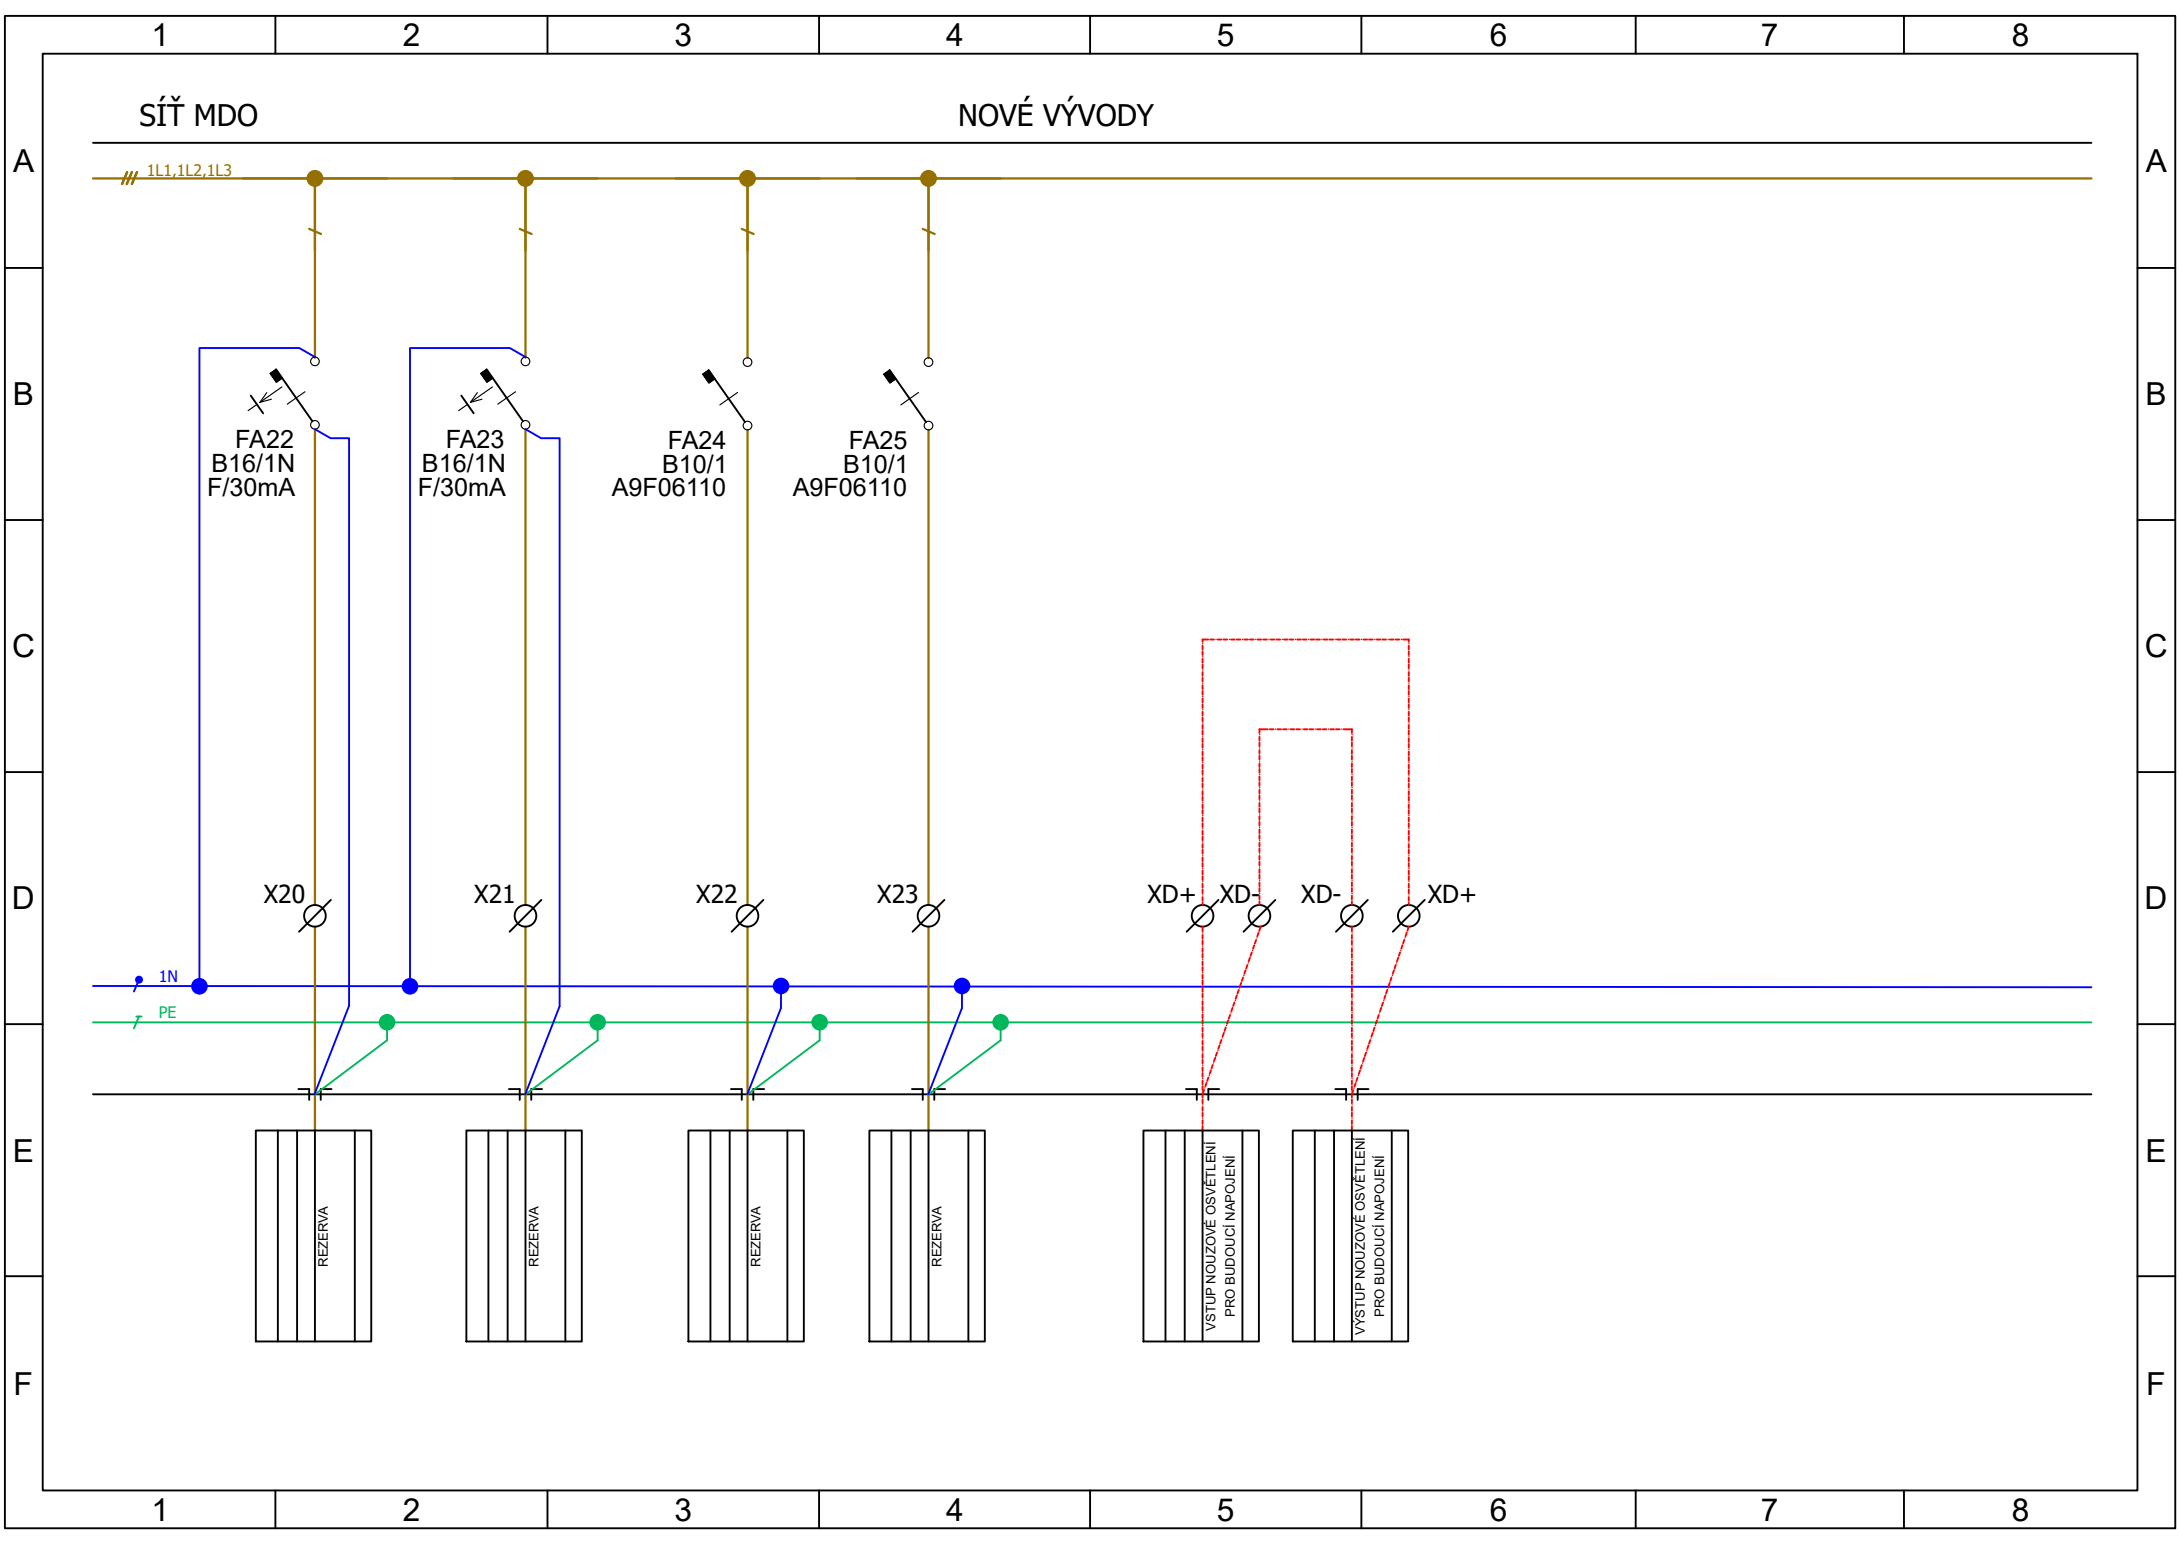 1 2 3 4 5 6 7 8
SÍŤ MDO NOVÉ VÝVODY
A A
1L1,1L2,1L3
B B
FA22 FA23 FA24 FA25
B16/1N B16/1N B10/1 B10/1
F/30mA F/30mA A9F06110 A9F06110
C C
D D
X20 X21 X22 X23 XD+ XD- XD- XD+
1N
PE
E E
REZERVA
REZERVA
REZERVA
REZERVA
VSTUP NOUZOVÉ OSVĚTLENÍ
PRO BUDOUCÍ NAPOJENÍ
VÝSTUP NOUZOVÉ OSVĚTLENÍ
PRO BUDOUCÍ NAPOJENÍ
F F
1 2 3 4 5 6 7 8